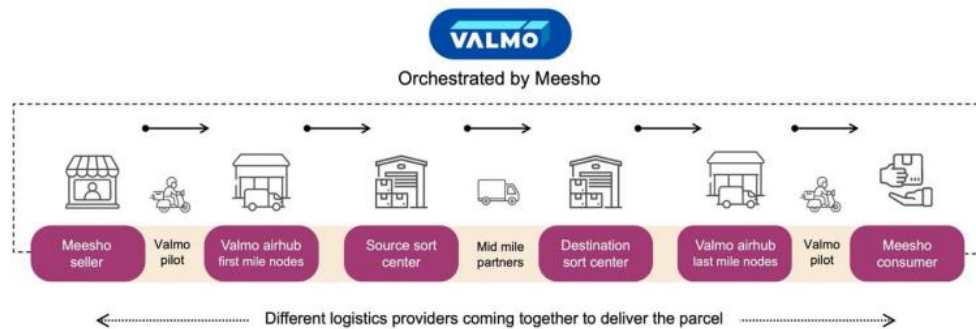 VALMO
Orchestrated by Meesho
Meesho
seller
Valmo
pilot
Valmo airhub
first mile nodes
Source sort
center
Mid mile
partners
Destination
sort center
Valmo airhub
last mile nodes
Valmo
pilot
Meesho
consumer
Different logistics providers coming together to deliver the parcel